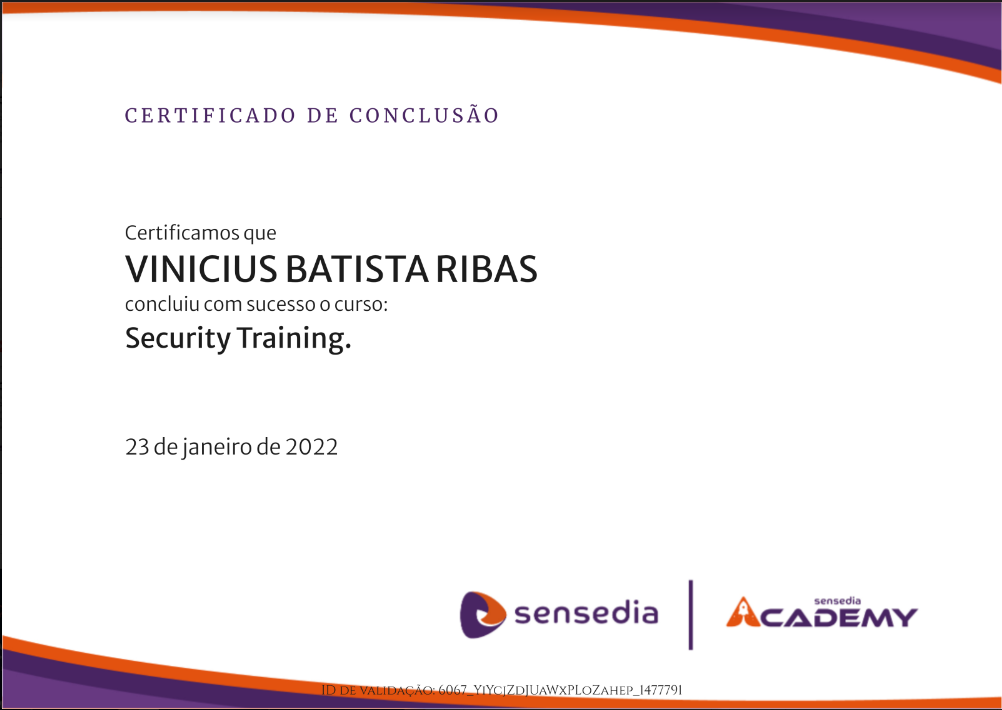 CERTIFICADO DE CONCLUSÃO
Certificamos que
VINICIUS BATISTA RIBAS
concluiu com sucesso o curso:
Security Training.
23 de janeiro de 2022
sensedia
sensedia
ACADEMY
ID DE VALIDAÇÃO: